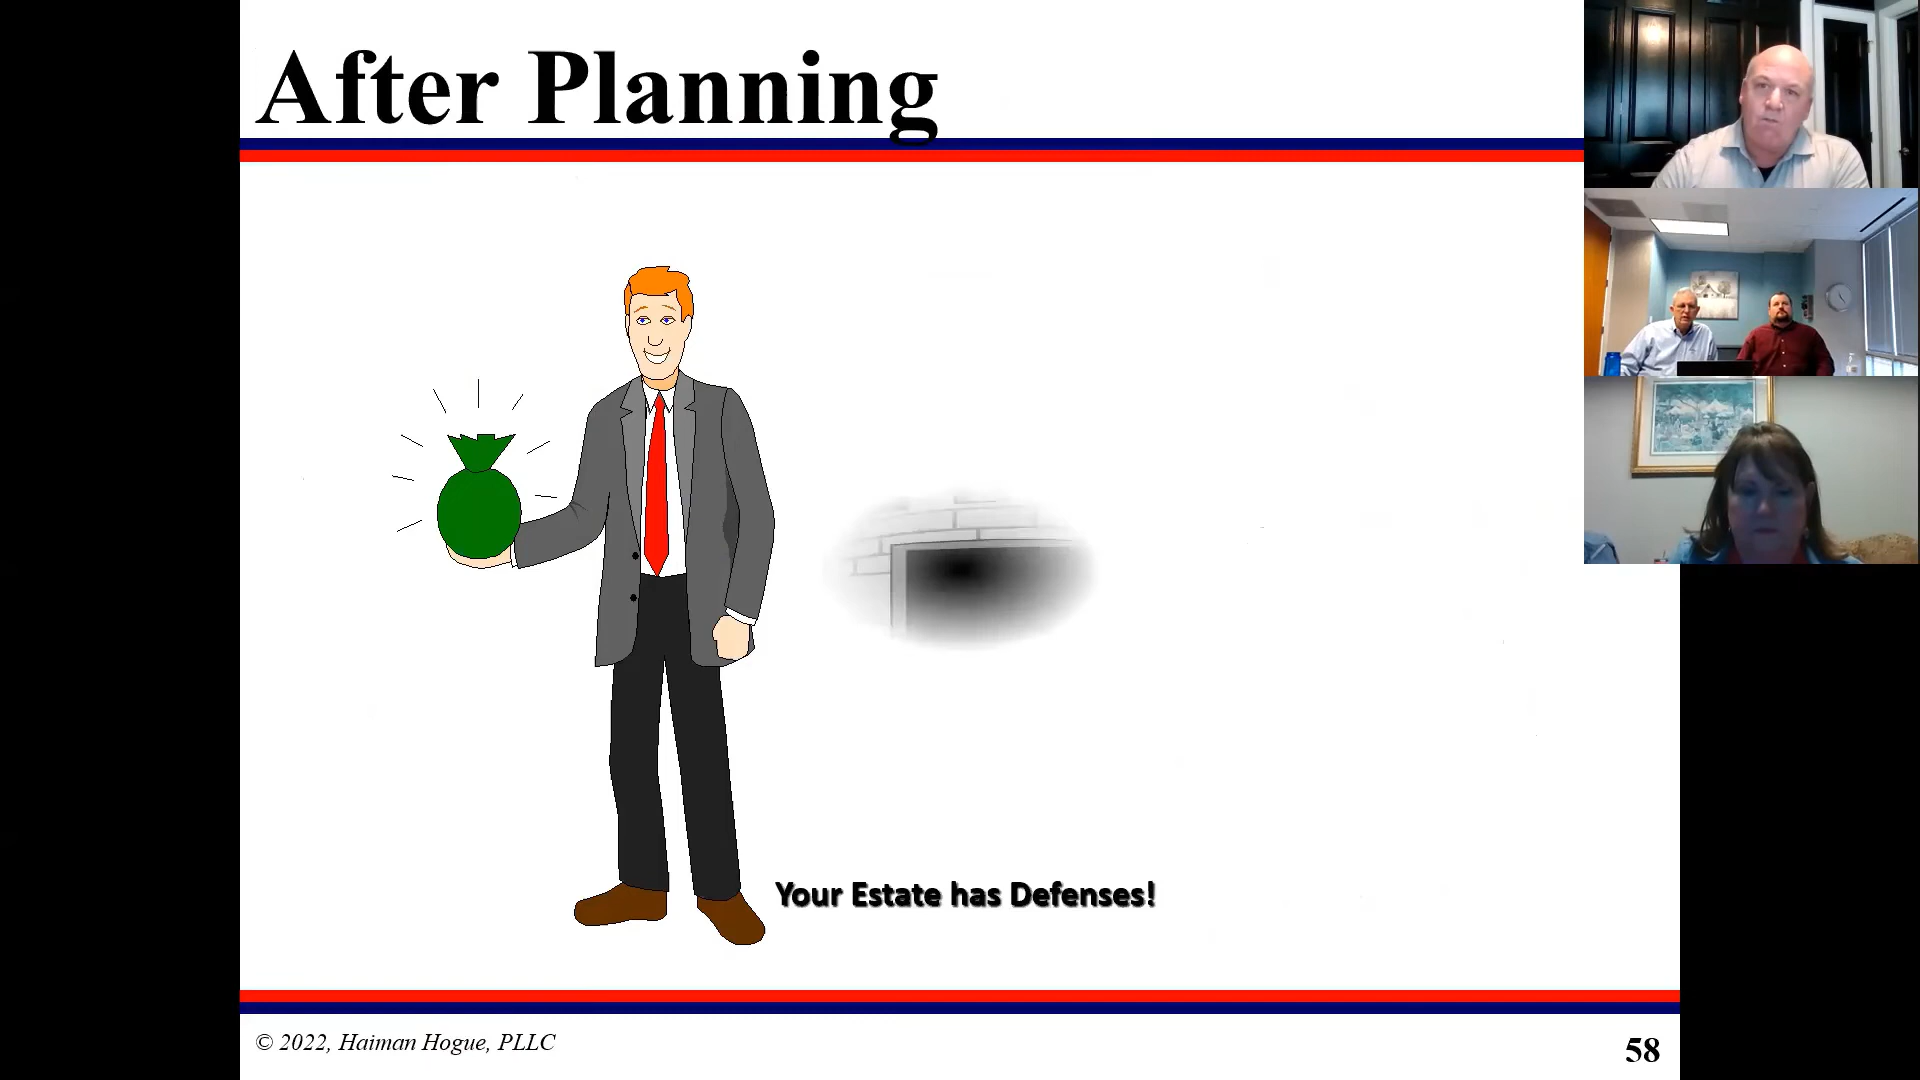 After Planning
Your Estate has Defenses!
© 2022, Haiman Hogue, PLLC
58